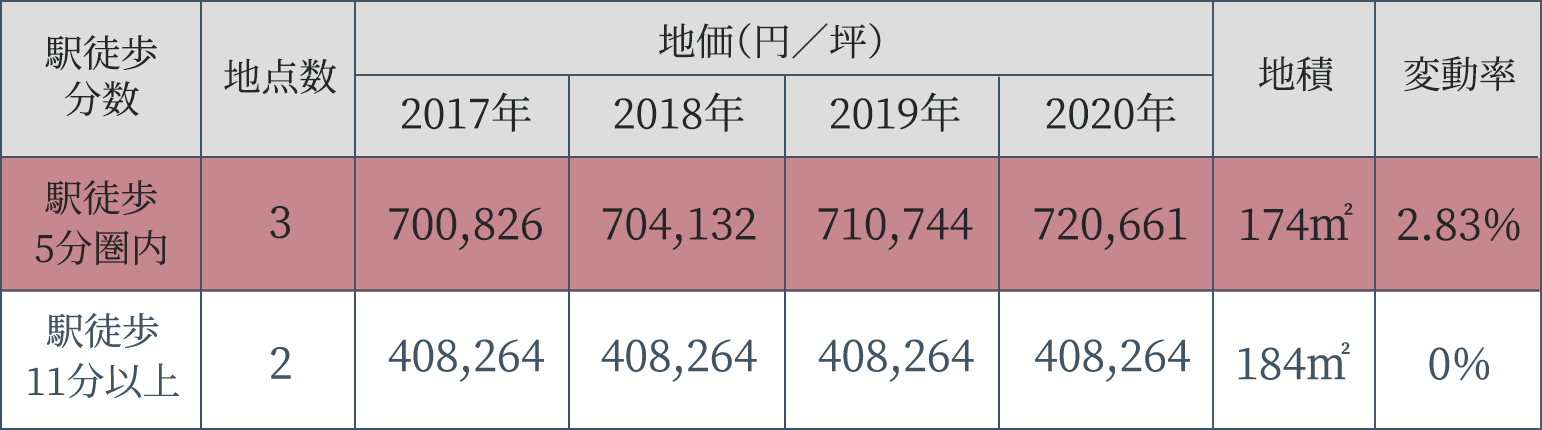 駅徒歩
分数
地点数
地価(円／坪)
2017年
2018年
2019年
2020年
地積
変動率
駅徒歩
5分圏内
3
700,826
704,132
710,744
720,661
174㎡
2.83%
駅徒歩
11分以上
2
408,264
408,264
408,264
408,264
184㎡
0%